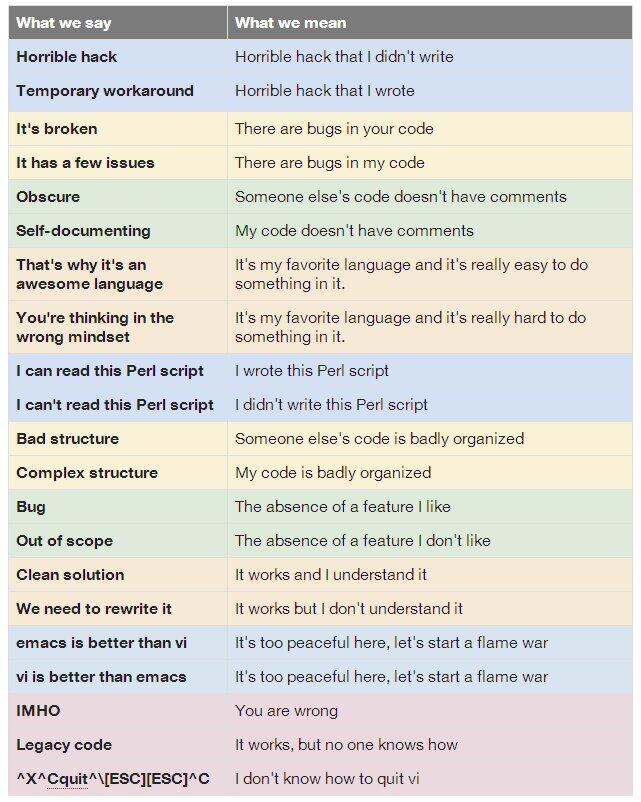 What we say What we mean
Horrible hack Horrible hack that I didn't write
Temporary workaround Horrible hack that I wrote
It's broken There are bugs in your code
It has a few issues There are bugs in my code
Obscure Someone else's code doesn't have comments
Self-documenting My code doesn't have comments
That's why it's an
awesome language
It's my favorite language and it's really easy to do
something in it.
You're thinking in the
wrong mindset
It's my favorite language and it's really hard to do
something in it.
I can read this Perl script I wrote this Perl script
I can't read this Perl script I didn't write this Perl script
Bad structure Someone else's code is badly organized
Complex structure My code is badly organized
Bug The absence of a feature I like
Out of scope The absence of a feature I don't like
Clean solution It works and I understand it
We need to rewrite it It works but I don't understand it
emacs is better than vi It's too peaceful here, let's start a flame war
vi is better than emacs It's too peaceful here, let's start a flame war
IMHO You are wrong
Legacy code It works, but no one knows how
^X^Cquit^\[ESC][ESC]^C I don't know how to quit vi